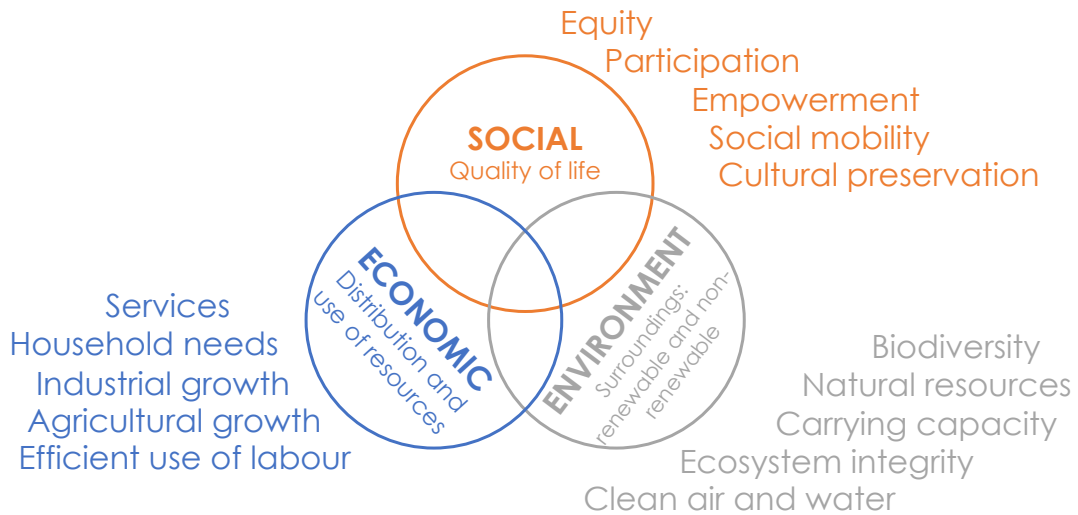 Equity
Participation
Empowerment
Social mobility
Cultural preservation
SOCIAL
Quality of life
ECONOMIC
Distribution and
use of resources
ENVIRONMENT
Surroundings:
renewable and non-
renewable
Services
Household needs
Industrial growth
Agricultural growth
Efficient use of labour
Biodiversity
Natural resources
Carrying capacity
Ecosystem integrity
Clean air and water